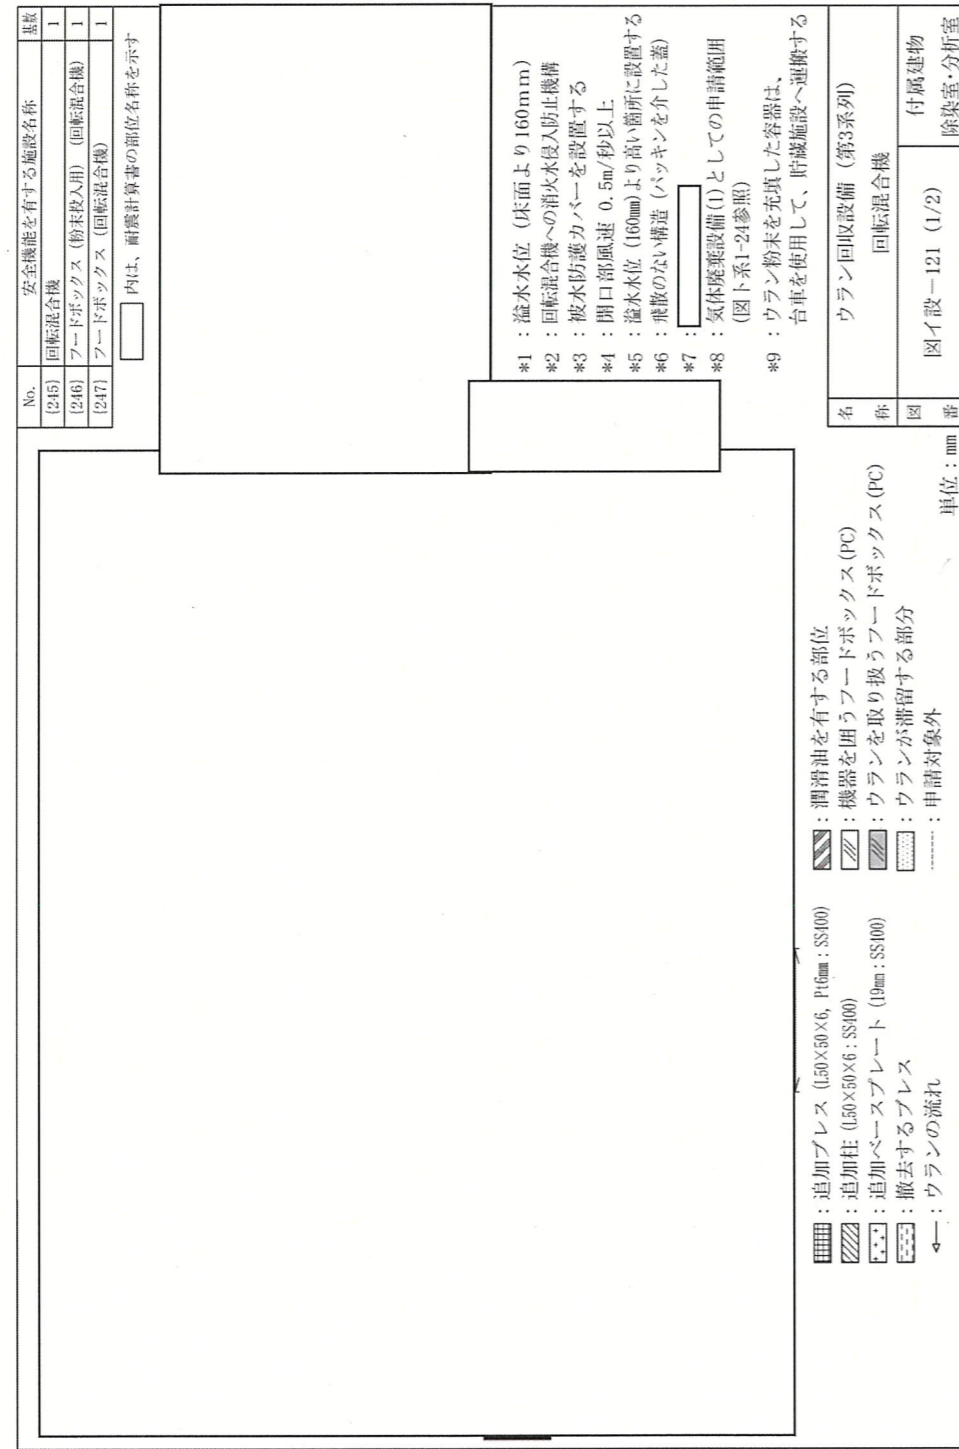 No. 安全機能を有する施設名称 基数
{245} 回転混合機 1
{246} フードボックス (粉末投入用) (回転混合機) 1
{247} フードボックス (回転混合機) 1
内は、耐震計算書の部位名称を示す
*1 : 溢水水位 (床面より160mm)
*2 : 回転混合機への消火水侵入防止機構
*3 : 被水防護カバーを設置する
*4 : 開口部風速 0.5m/秒以上
*5 : 溢水水位 (160mm)より高い箇所に設置する
*6 : 飛散のない構造 (パッキンを介した蓋)
*7 :
*8 : 気体廃棄設備(1)としての申請範囲
(図ト系1-24参照)
*9 : ウラン粉末を充填した容器は、
台車を使用して、貯蔵施設へ運搬する
: 追加ブレス (L50×50×6, Pt6mm : SS400)
: 追加柱 (L50×50×6 : SS400)
: 追加ベースプレート (19mm : SS400)
: 撤去するブレス
: ウランの流れ
: 潤滑油を有する部位
: 機器を囲うフードボックス(PC)
: ウランを取り扱うフードボックス(PC)
: ウランが滞留する部分
: 申請対象外
単位 : mm
名称 ウラン回収設備 (第3系列)
回転混合機
図番 図イ設-121 (1/2) 付属建物
除染室・分析室